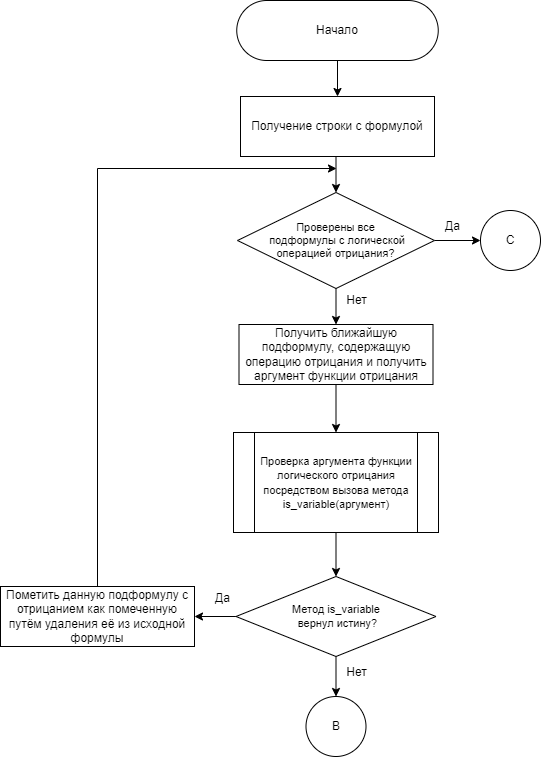 Начало
Получение строки с формулой
Проверены все
подформулы с логической
операцией отрицания?
Да
С
Нет
Получить ближайшую
подформулу, содержащую
операцию отрицания и получить
аргумент функции отрицания
Проверка аргумента функции
логического отрицания
посредством вызова метода
is_variable(аргумент)
Метод is_variable
вернул истину?
Да
Пометить данную подформулу с
отрицанием как помеченную
путём удаления её из исходной
формулы
Нет
В